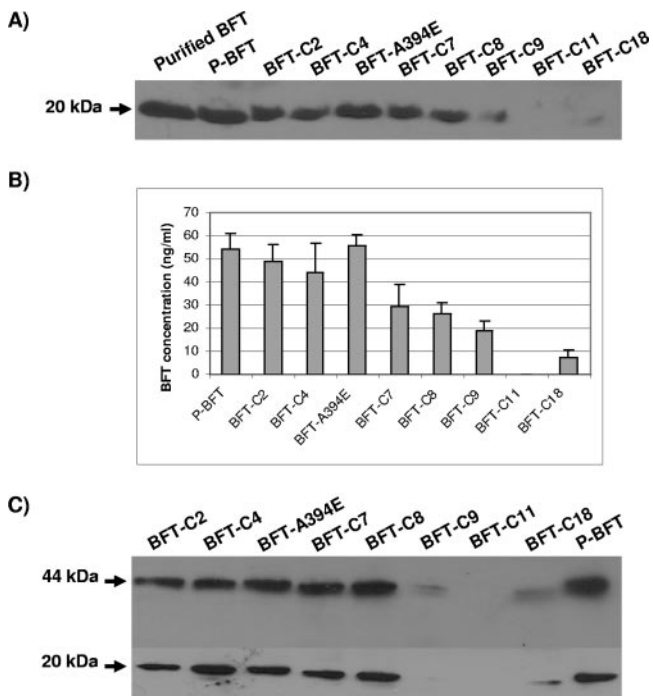 A)
Purified BFT P-BFT BFT-C2 BFT-C4 BFT-A394E BFT-C7 BFT-C8 BFT-C9 BFT-C11 BFT-C18
20 kDa
B)
BFT concentration (ng/ml)
70
60
50
40
30
20
10
0
P-BFT BFT-C2 BFT-C4 BFT-A394E BFT-C7 BFT-C8 BFT-C9 BFT-C11 BFT-C18
C)
BFT-C2 BFT-C4 BFT-A394E BFT-C7 BFT-C8 BFT-C9 BFT-C11 BFT-C18 P-BFT
44 kDa
20 kDa